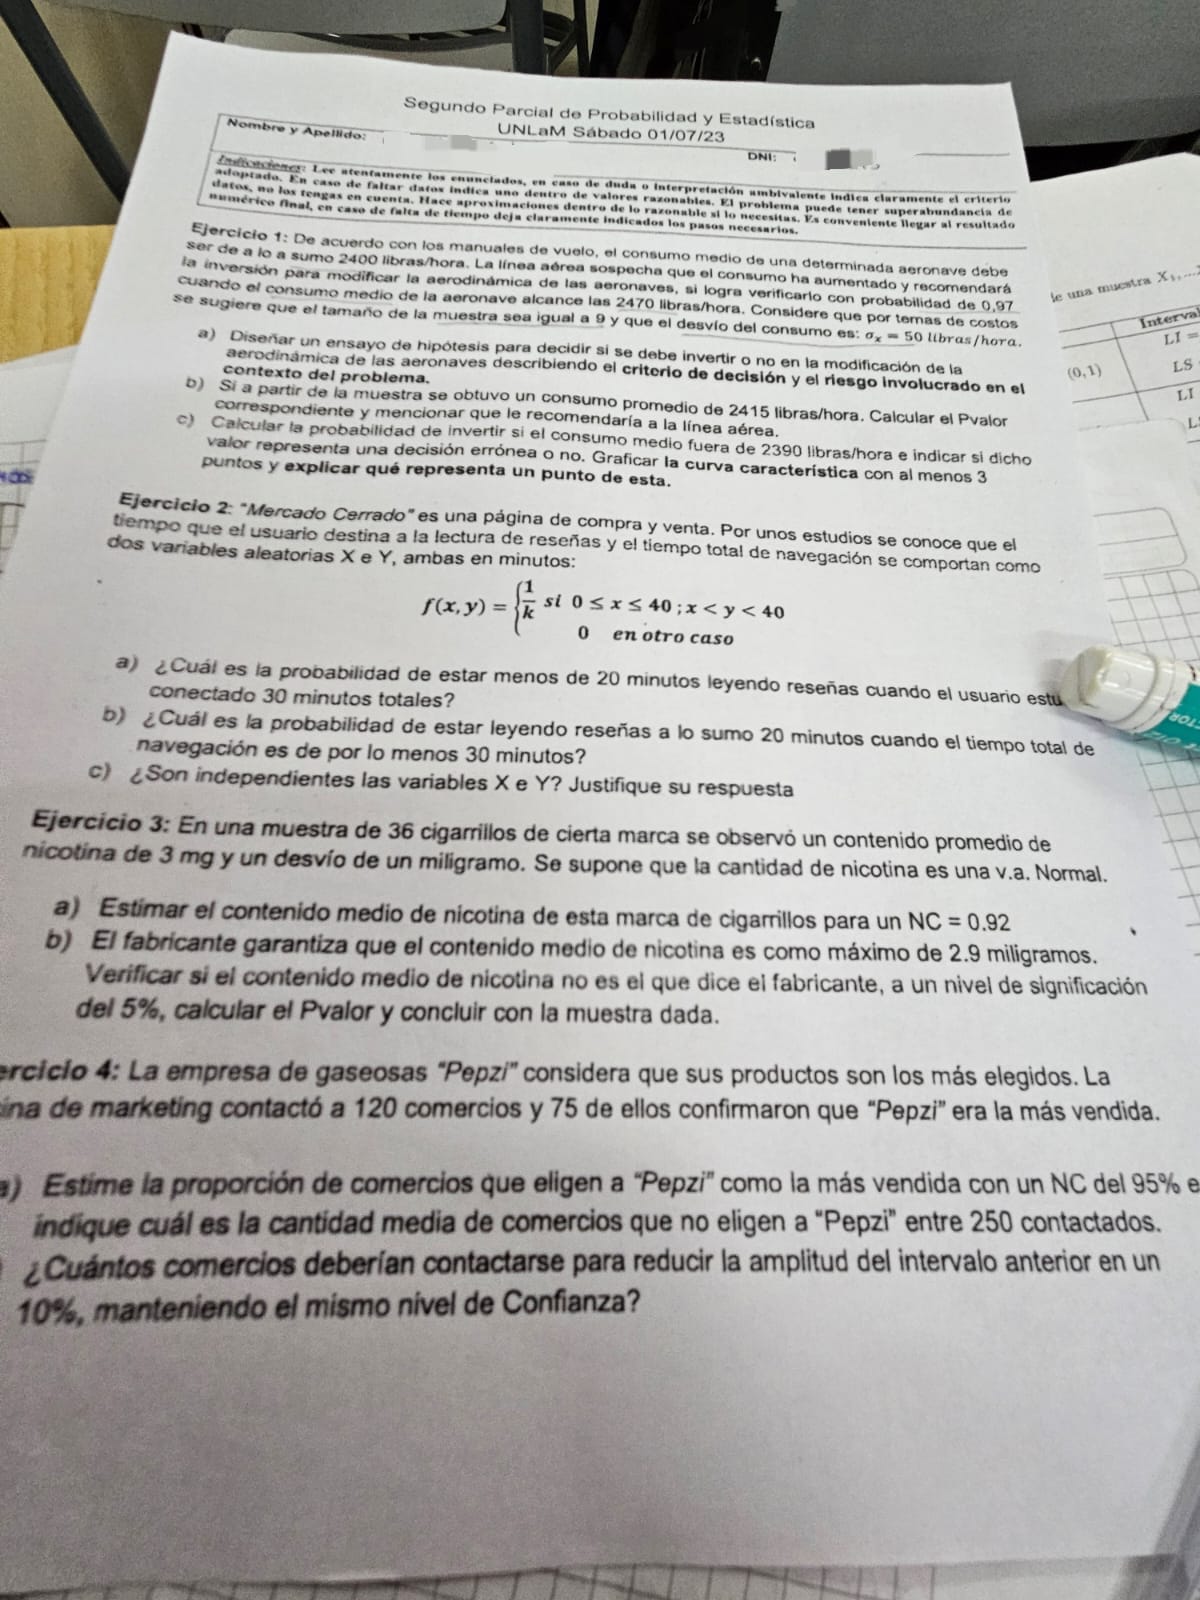 Segundo Parcial de Probabilidad y Estadística
UNLaM Sábado 01/07/23
Nombre y Apellido:
DNI:
Indicaciones: Lee atentamente los enunciados, en caso de duda o interpretación ambivalente indica claramente el criterio
adoptado. En caso de faltar datos indica uno dentro de valores razonables. El problema puede tener superabundancia de
datos, no los tengas en cuenta. Hace aproximaciones dentro de lo razonable si lo necesitas. Es conveniente llegar al resultado
numérico final, en caso de falta de tiempo deja claramente indicados los pasos necesarios.
Ejercicio 1: De acuerdo con los manuales de vuelo, el consumo medio de una determinada aeronave debe
ser de a lo a sumo 2400 libras/hora. La línea aérea sospecha que el consumo ha aumentado y recomendará
la inversión para modificar la aerodinámica de las aeronaves, si logra verificarlo con probabilidad de 0,97
cuando el consumo medio de la aeronave alcance las 2470 libras/hora. Considere que por temas de costos
se sugiere que el tamaño de la muestra sea igual a 9 y que el desvío del consumo es: σx = 50 libras/hora.
a) Diseñar un ensayo de hipótesis para decidir si se debe invertir o no en la modificación de la
aerodinámica de las aeronaves describiendo el criterio de decisión y el riesgo involucrado en el
contexto del problema.
b) Si a partir de la muestra se obtuvo un consumo promedio de 2415 libras/hora. Calcular el Pvalor
correspondiente y mencionar que le recomendaría a la línea aérea.
c) Calcular la probabilidad de invertir si el consumo medio fuera de 2390 libras/hora e indicar si dicho
valor representa una decisión errónea o no. Graficar la curva característica con al menos 3
puntos y explicar qué representa un punto de esta.
Ejercicio 2: "Mercado Cerrado" es una página de compra y venta. Por unos estudios se conoce que el
tiempo que el usuario destina a la lectura de reseñas y el tiempo total de navegación se comportan como
dos variables aleatorias X e Y, ambas en minutos:
f(x, y) = { 1/k si 0 ≤ x ≤ 40 ; x < y < 40
0 en otro caso
a) ¿Cuál es la probabilidad de estar menos de 20 minutos leyendo reseñas cuando el usuario estu
conectado 30 minutos totales?
b) ¿Cuál es la probabilidad de estar leyendo reseñas a lo sumo 20 minutos cuando el tiempo total de
navegación es de por lo menos 30 minutos?
c) ¿Son independientes las variables X e Y? Justifique su respuesta
Ejercicio 3: En una muestra de 36 cigarrillos de cierta marca se observó un contenido promedio de
nicotina de 3 mg y un desvío de un miligramo. Se supone que la cantidad de nicotina es una v.a. Normal.
a) Estimar el contenido medio de nicotina de esta marca de cigarrillos para un NC = 0.92
b) El fabricante garantiza que el contenido medio de nicotina es como máximo de 2.9 miligramos.
Verificar si el contenido medio de nicotina no es el que dice el fabricante, a un nivel de significación
del 5%, calcular el Pvalor y concluir con la muestra dada.
ercicio 4: La empresa de gaseosas "Pepzi" considera que sus productos son los más elegidos. La
cina de marketing contactó a 120 comercios y 75 de ellos confirmaron que "Pepzi" era la más vendida.
a) Estime la proporción de comercios que eligen a "Pepzi" como la más vendida con un NC del 95% e
indique cuál es la cantidad media de comercios que no eligen a "Pepzi" entre 250 contactados.
¿Cuántos comercios deberían contactarse para reducir la amplitud del intervalo anterior en un
10%, manteniendo el mismo nivel de Confianza?
le una muestra X₁, ...
Interva
LI =
(0,1)
LS
LI